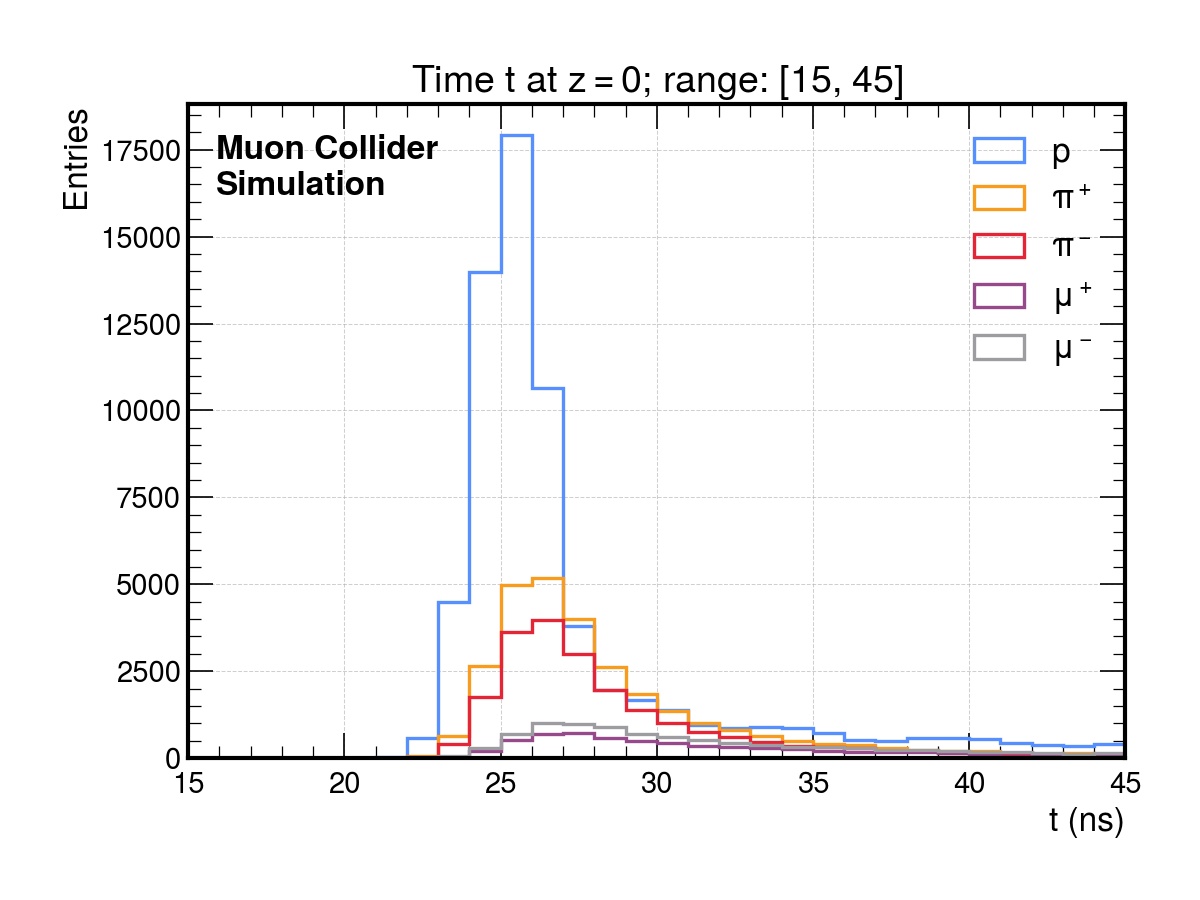 Time t at z = 0; range: [15, 45]
Entries
Muon Collider
Simulation
p
π⁺
π⁻
μ⁺
μ⁻
17500
15000
12500
10000
7500
5000
2500
0
15 20 25 30 35 40 45
t (ns)